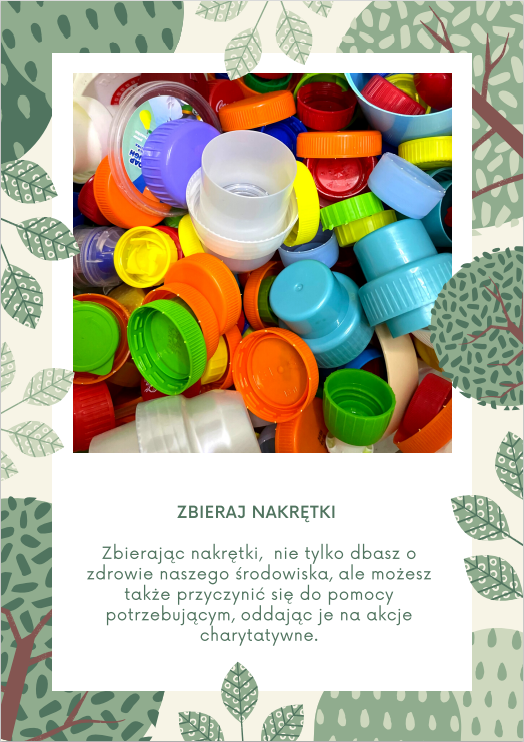 ZBIERAJ NAKRĘTKI
Zbierając nakrętki,  nie tylko dbasz o
zdrowie naszego środowiska, ale możesz
także przyczynić się do pomocy
potrzebującym, oddając je na akcje
charytatywne.